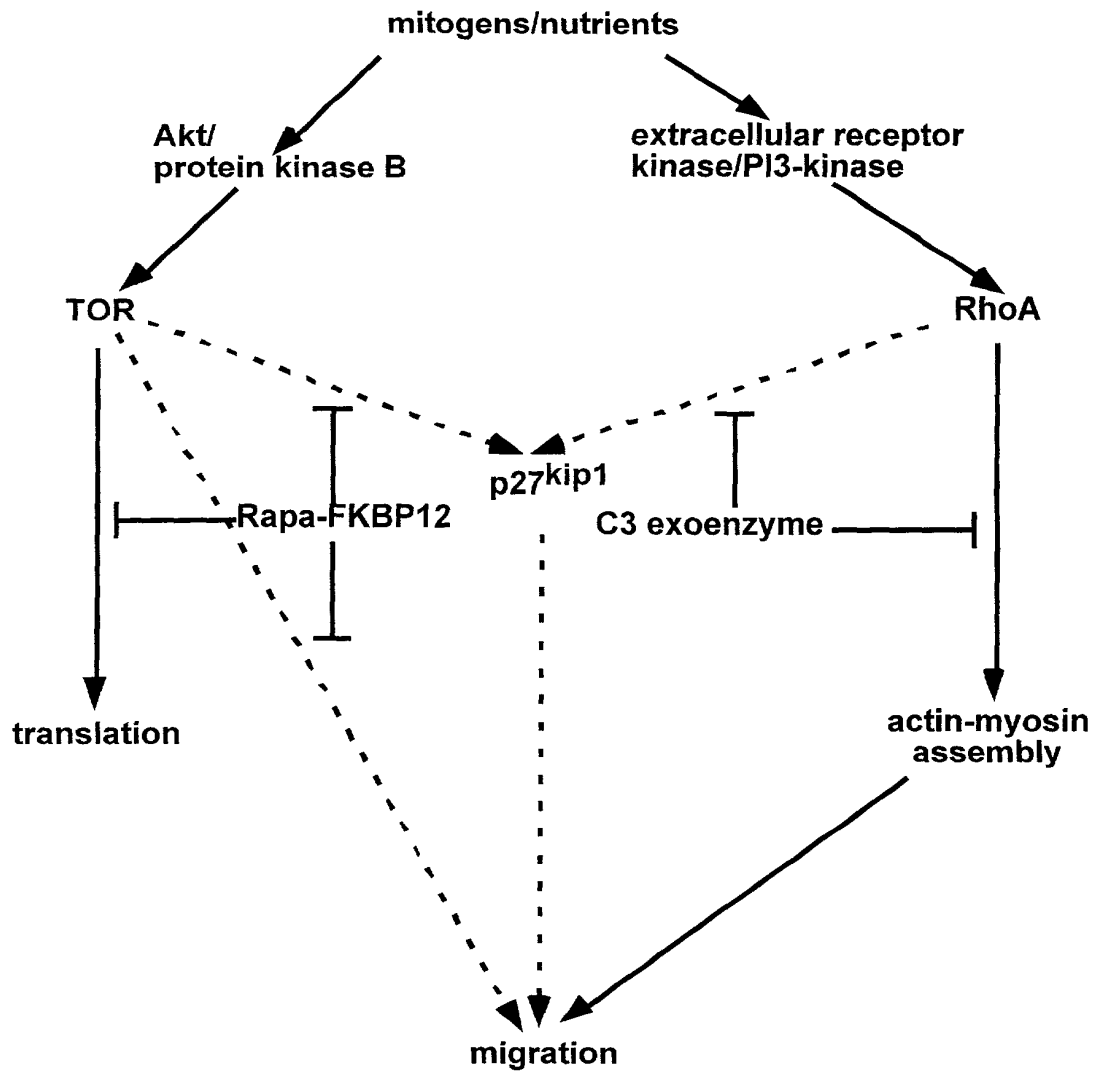 mitogens/nutrients
Akt/
protein kinase B
extracellular receptor
kinase/PI3-kinase
TOR
RhoA
p27kip1
Rapa-FKBP12
C3 exoenzyme
translation
actin-myosin
assembly
migration